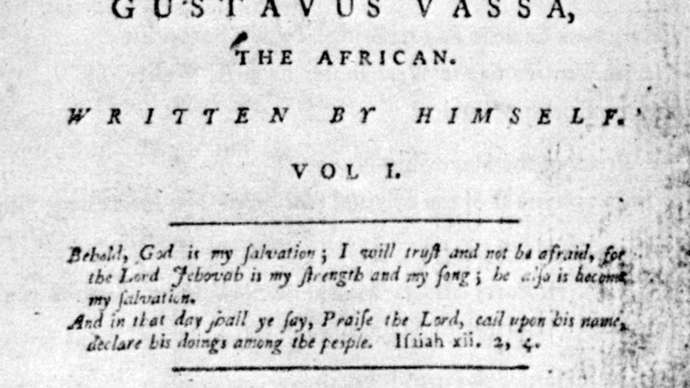 GUSTAVUS VASSA,
THE AFRICAN.
WRITTEN BY HIMSELF.
VOL I.
Behold, God is my ſalvation; I will truſt and not be afraid, for
the Lord Jehovah is my ſtrength and my ſong; he alſo is become
my ſalvation.
And in that day ſhall ye ſay, Praiſe the Lord, call upon his name,
declare his doings among the people. Iſaiah xii. 2, 4.